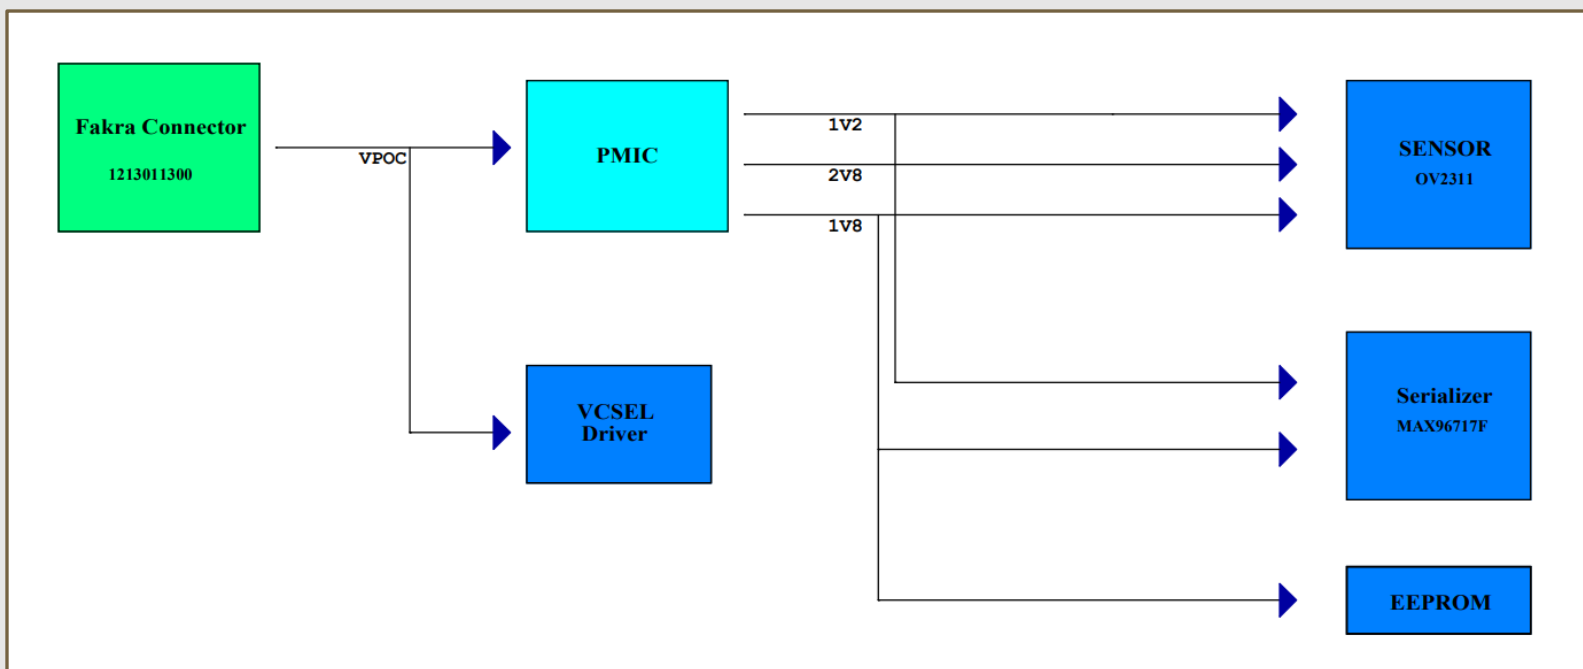 Fakra Connector
1213011300
VPOC
PMIC
1V2
2V8
1V8
SENSOR
OV2311
VCSEL
Driver
Serializer
MAX96717F
EEPROM